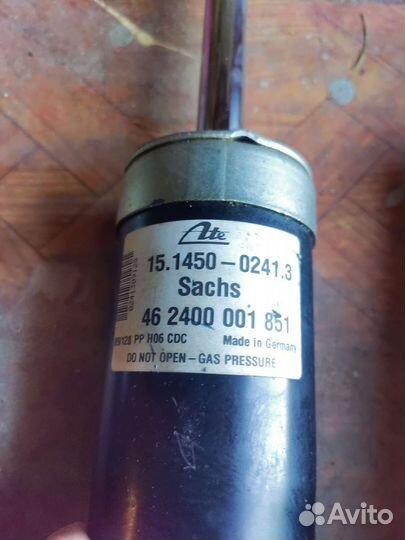 Ate
15.1450-0241.3
Sachs
46 2400 001 851
PP H06 CDC Made in Germany
DO NOT OPEN-GAS PRESSURE
Avito